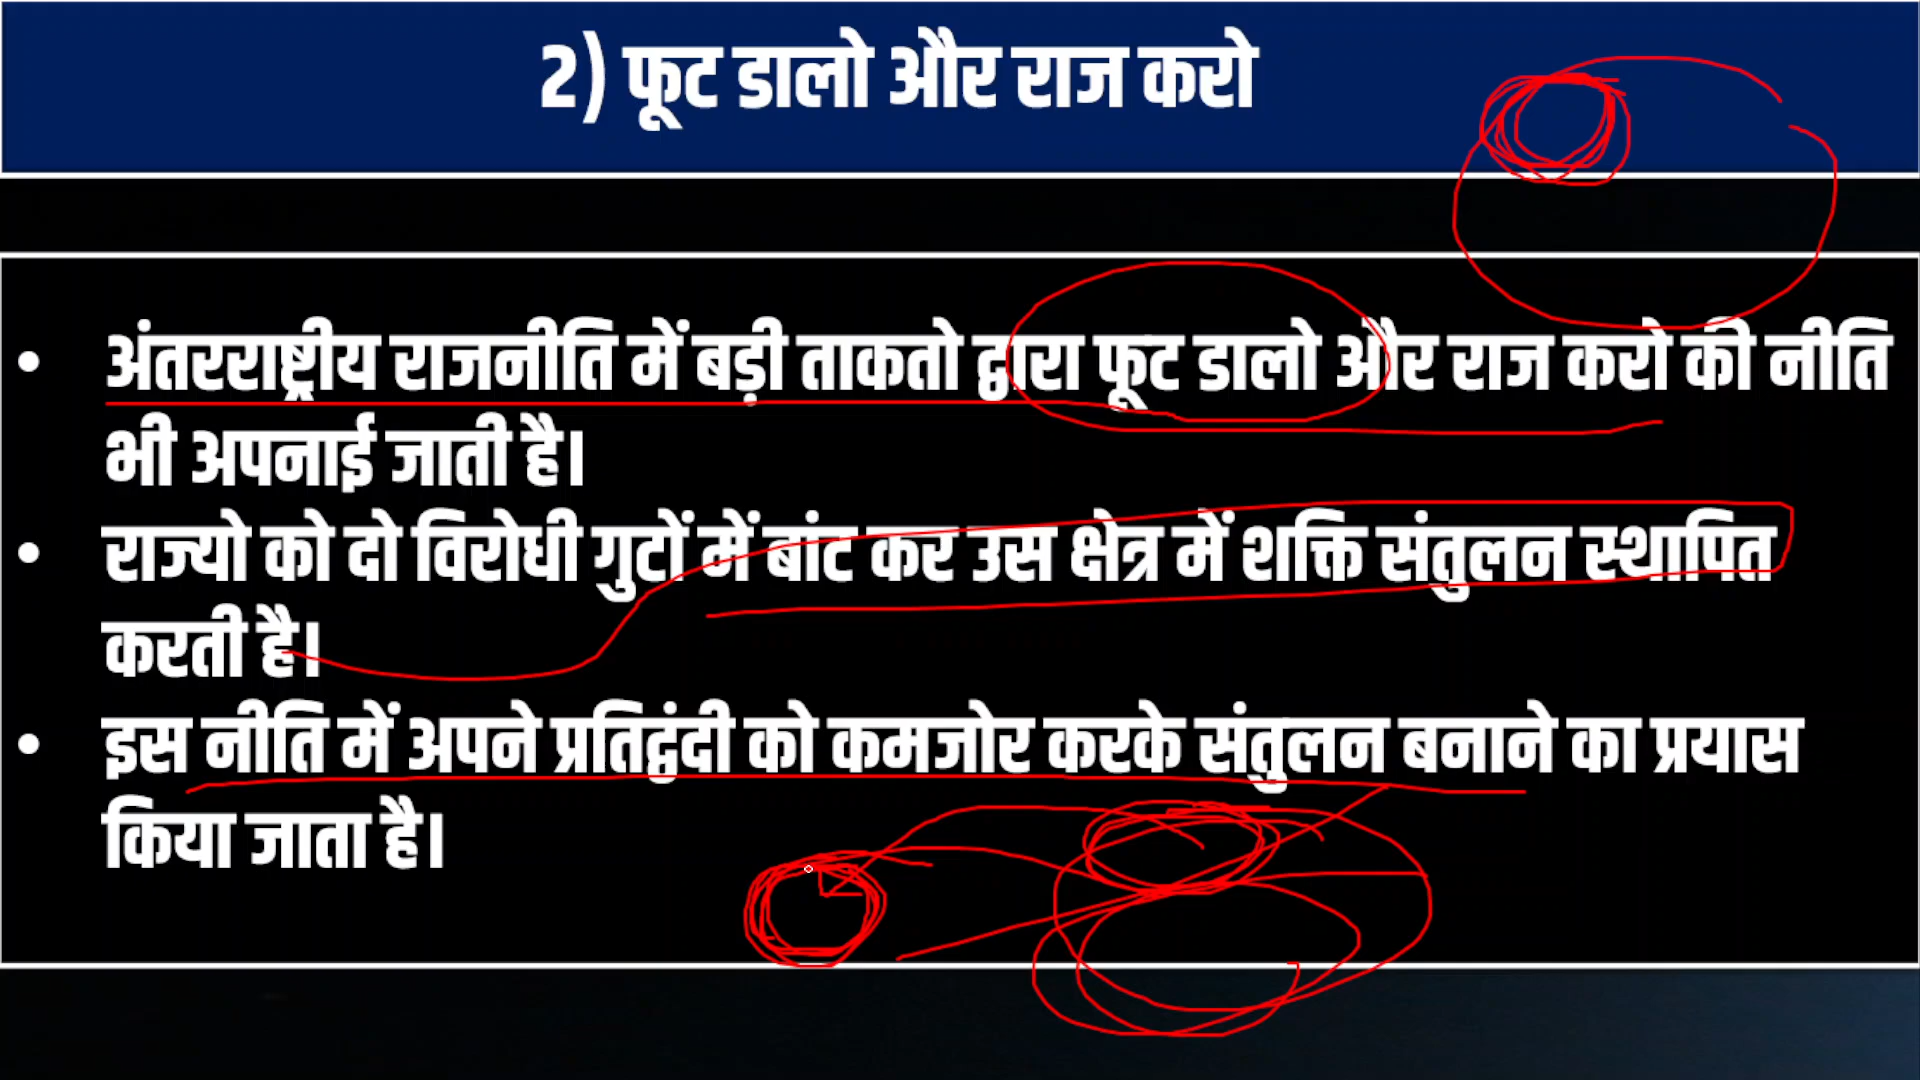 2) फूट डालो और राज करो
• अंतरराष्ट्रीय राजनीति में बड़ी ताकतो द्वारा फूट डालो और राज करो की नीति
भी अपनाई जाती है।
• राज्यो को दो विरोधी गुटों में बांट कर उस क्षेत्र में शक्ति संतुलन स्थापित
करती है।
• इस नीति में अपने प्रतिद्वंदी को कमजोर करके संतुलन बनाने का प्रयास
किया जाता है।